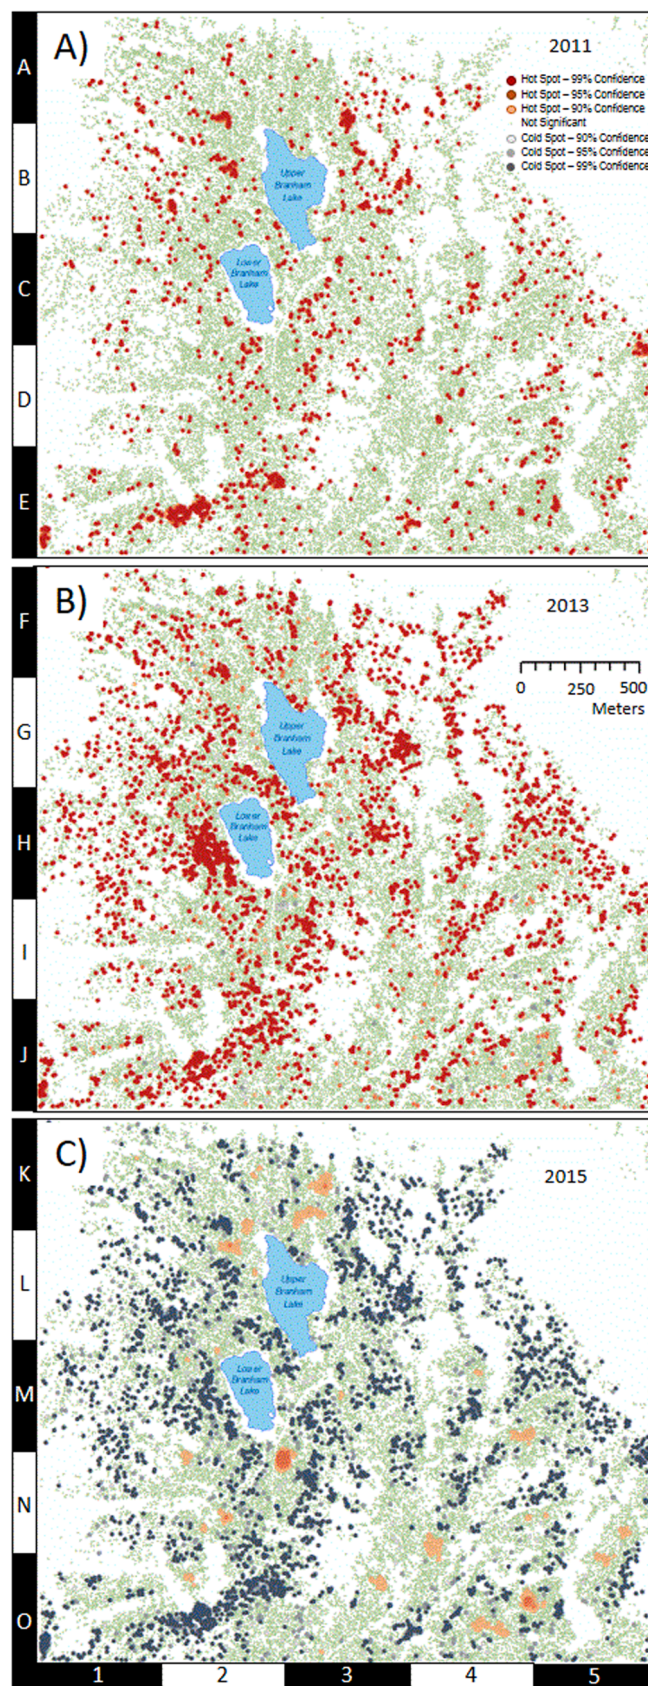 A)
2011
Hot Spot – 99% Confidence
Hot Spot – 95% Confidence
Hot Spot – 90% Confidence
Not Significant
Cold Spot – 90% Confidence
Cold Spot – 95% Confidence
Cold Spot – 99% Confidence
A
B
C
D
E
Upper
Branham
Lake
Lower
Branham
Lake
B)
2013
0 250 500
Meters
F
G
H
I
J
Upper
Branham
Lake
Lower
Branham
Lake
C)
2015
K
L
M
N
O
Upper
Branham
Lake
Lower
Branham
Lake
1 2 3 4 5